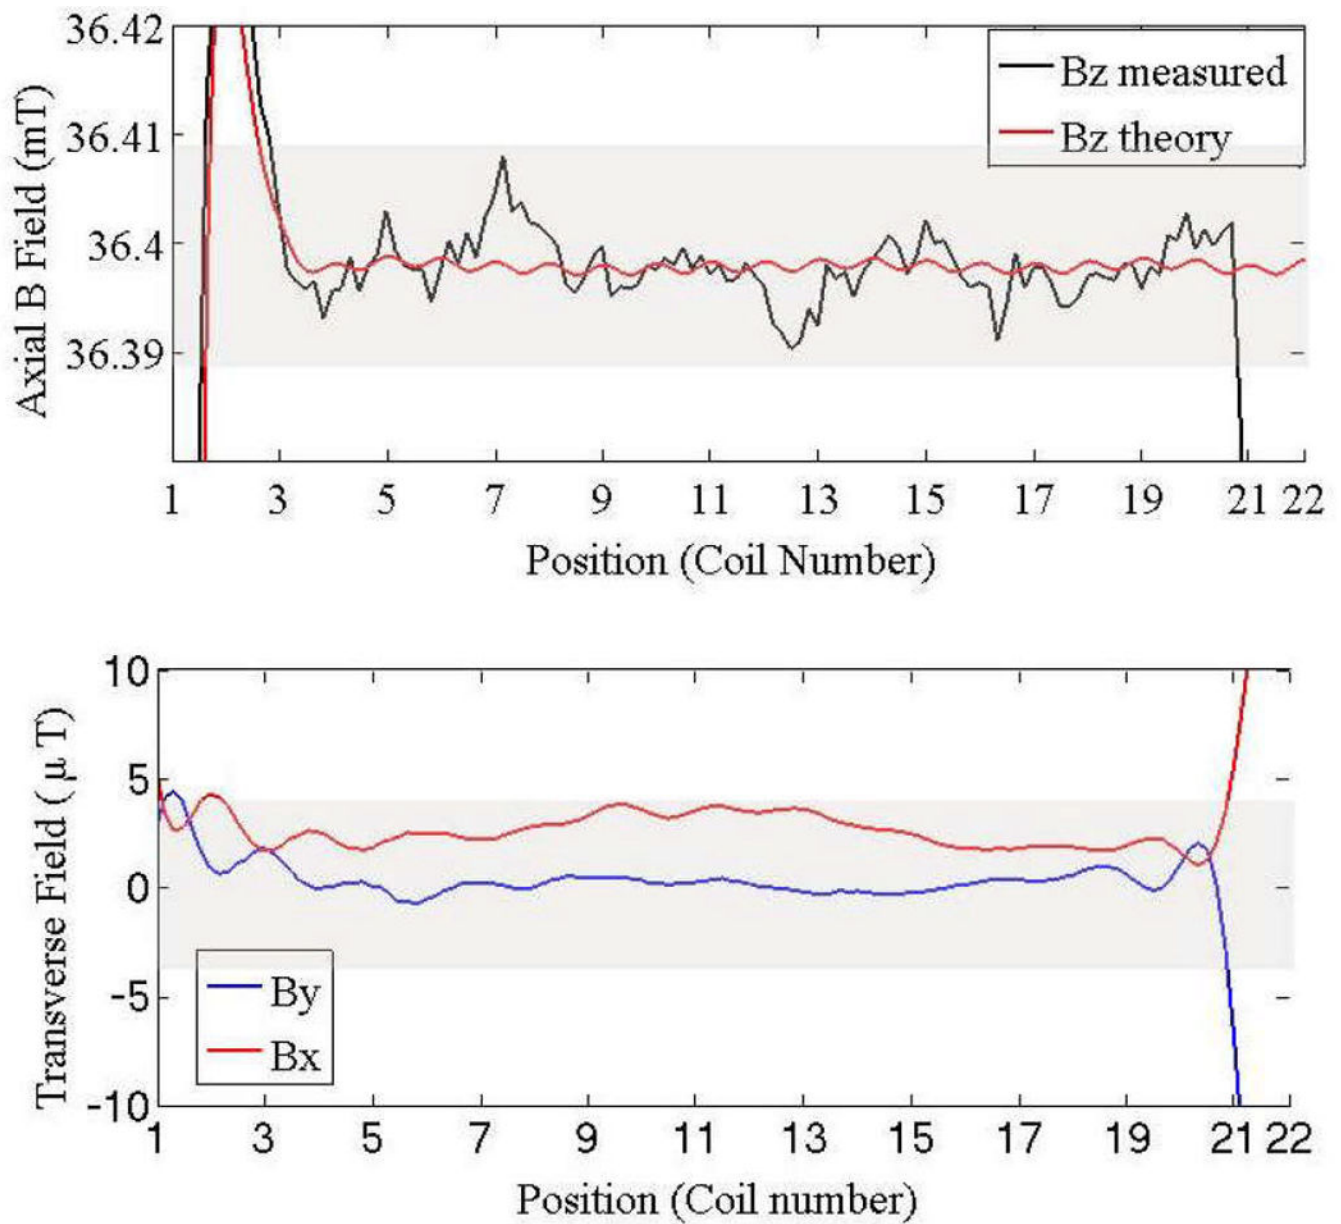 36.42
36.41
36.4
36.39
Axial B Field (mT)
Bz measured
Bz theory
1 3 5 7 9 11 13 15 17 19 21 22
Position (Coil Number)
10
5
0
-5
-10
Transverse Field ( μ T)
By
Bx
1 3 5 7 9 11 13 15 17 19 21 22
Position (Coil number)